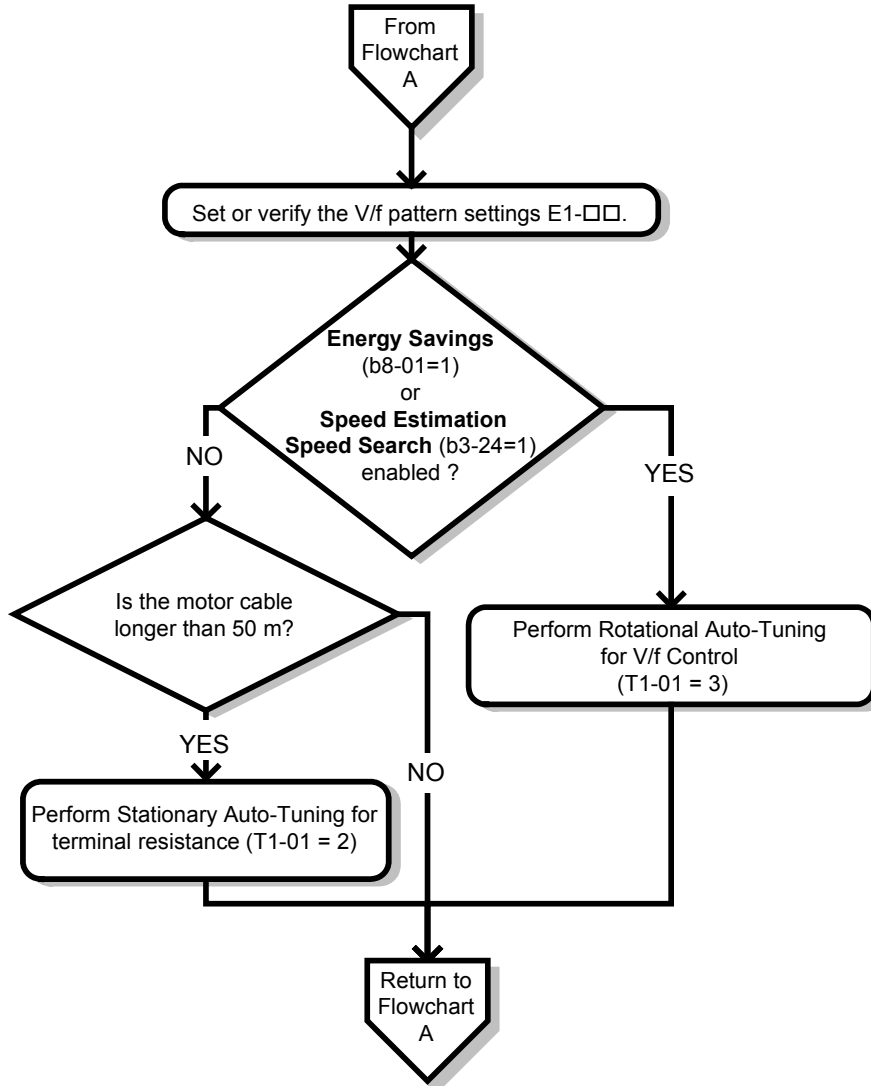 From
Flowchart
A
Set or verify the V/f pattern settings E1-□□.
Energy Savings
(b8-01=1)
or
Speed Estimation
Speed Search (b3-24=1)
enabled ?
NO
YES
Is the motor cable
longer than 50 m?
Perform Rotational Auto-Tuning
for V/f Control
(T1-01 = 3)
YES
NO
Perform Stationary Auto-Tuning for
terminal resistance (T1-01 = 2)
Return to
Flowchart
A